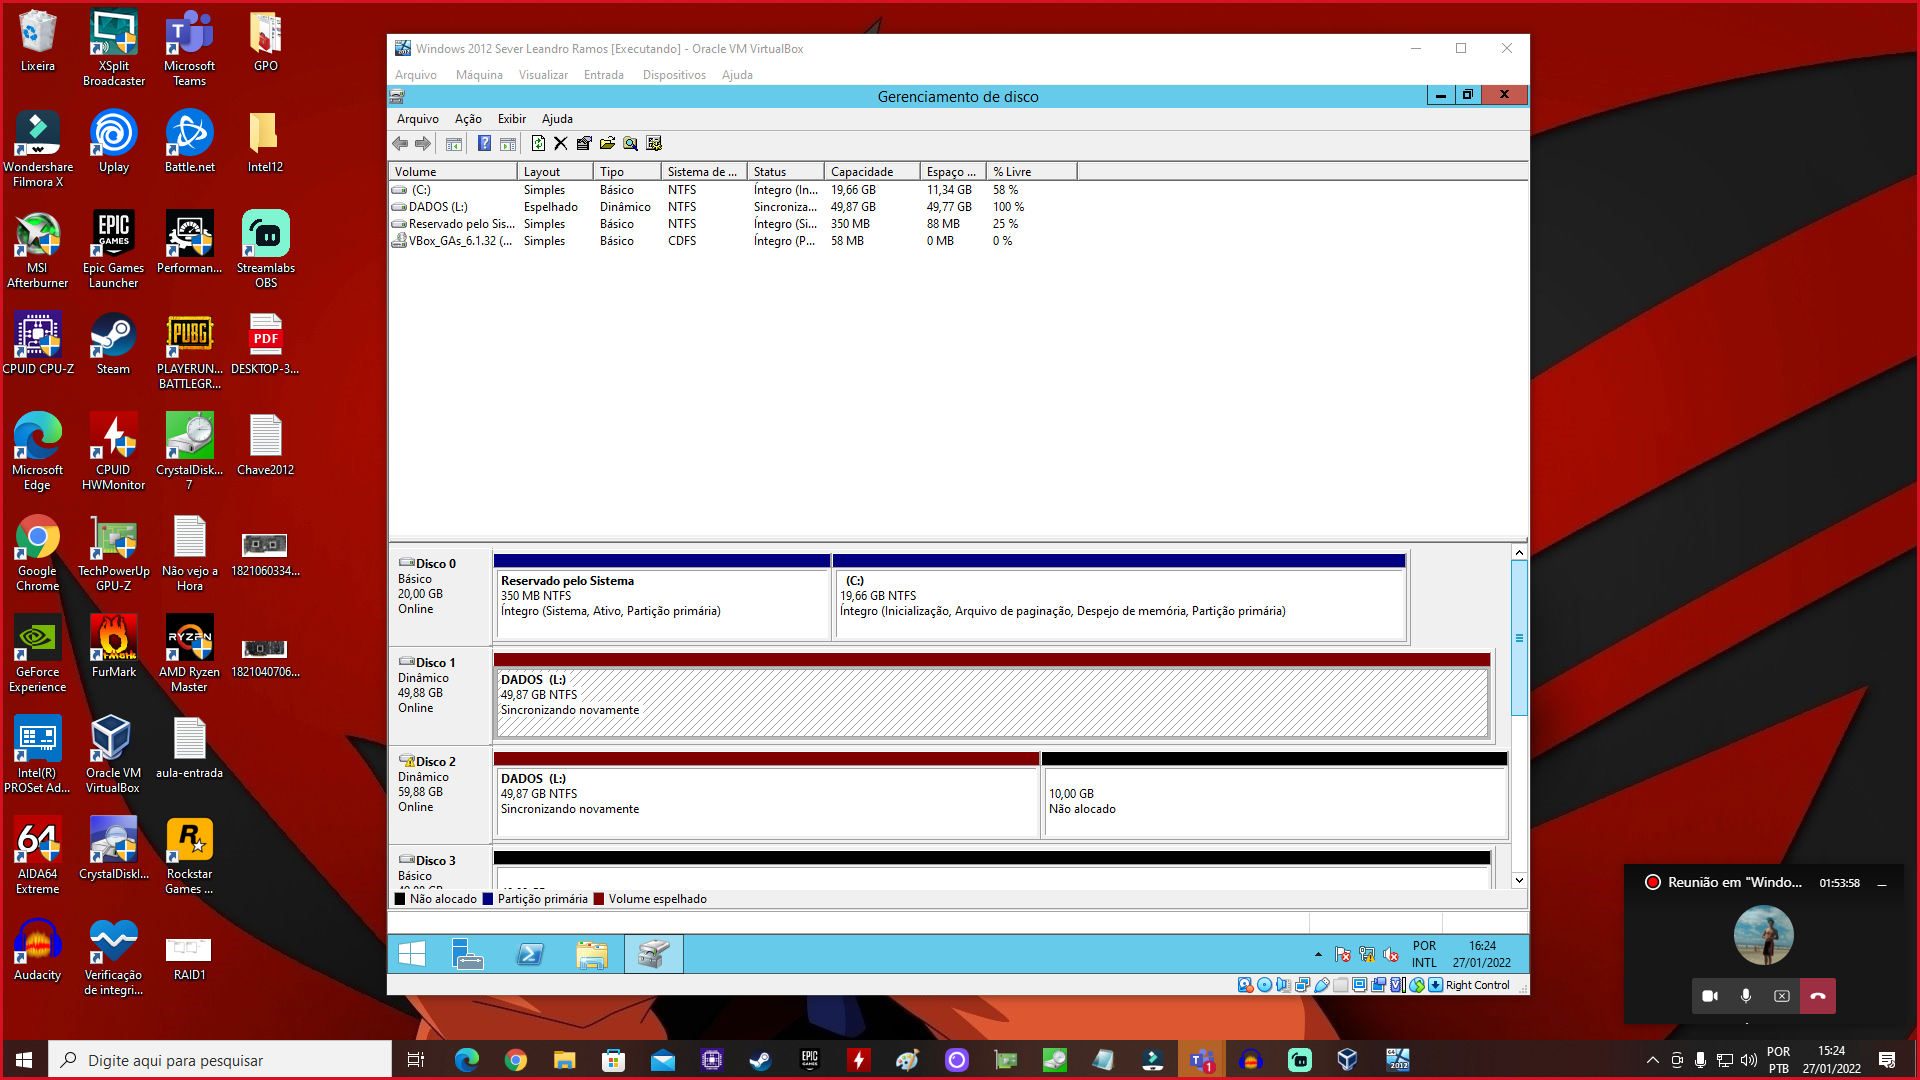 Lixeira
XSplit
Broadcaster
Microsoft
Teams
GPO
Wondershare
Filmora X
Uplay
Battle.net
Intel12
MSI
Afterburner
EPIC
GAMES
Epic Games
Launcher
Performan...
Streamlabs
OBS
CPUID CPU-Z
Steam
PUBG
PLAYERUN...
BATTLEGR...
PDF
DESKTOP-3...
Microsoft
Edge
CPUID
HWMonitor
CrystalDisk...
7
Chave2012
Google
Chrome
TechPowerUp
GPU-Z
Não vejo a
Hora
1821060334...
GeForce
Experience
FurMark
RYZEN
AMD Ryzen
Master
1821040706...
Intel(R)
PROSet Ad...
Oracle VM
VirtualBox
aula-entrada
64
AIDA64
Extreme
CrystalDiskI...
Rockstar
Games ...
Audacity
Verificação
de integri...
RAID1
Windows 2012 Sever Leandro Ramos [Executando] - Oracle VM VirtualBox
Arquivo Máquina Visualizar Entrada Dispositivos Ajuda
Gerenciamento de disco
Arquivo Ação Exibir Ajuda
Volume Layout Tipo Sistema de ... Status Capacidade Espaço ... % Livre
(C:) Simples Básico NTFS Íntegro (In... 19,66 GB 11,34 GB 58 %
DADOS (L:) Espelhado Dinâmico NTFS Sincroniza... 49,87 GB 49,77 GB 100 %
Reservado pelo Sis... Simples Básico NTFS Íntegro (Si... 350 MB 88 MB 25 %
VBox_GAs_6.1.32 (... Simples Básico CDFS Íntegro (P... 58 MB 0 MB 0 %
Disco 0
Básico
20,00 GB
Online
Reservado pelo Sistema
350 MB NTFS
Íntegro (Sistema, Ativo, Partição primária)
(C:)
19,66 GB NTFS
Íntegro (Inicialização, Arquivo de paginação, Despejo de memória, Partição primária)
Disco 1
Dinâmico
49,88 GB
Online
DADOS (L:)
49,87 GB NTFS
Sincronizando novamente
Disco 2
Dinâmico
59,88 GB
Online
DADOS (L:)
49,87 GB NTFS
Sincronizando novamente
10,00 GB
Não alocado
Disco 3
Básico
Não alocado Partição primária Volume espelhado
POR
INTL
16:24
27/01/2022
Right Control
Reunião em "Windo... 01:53:58
Digite aqui para pesquisar
POR
PTB
15:24
27/01/2022